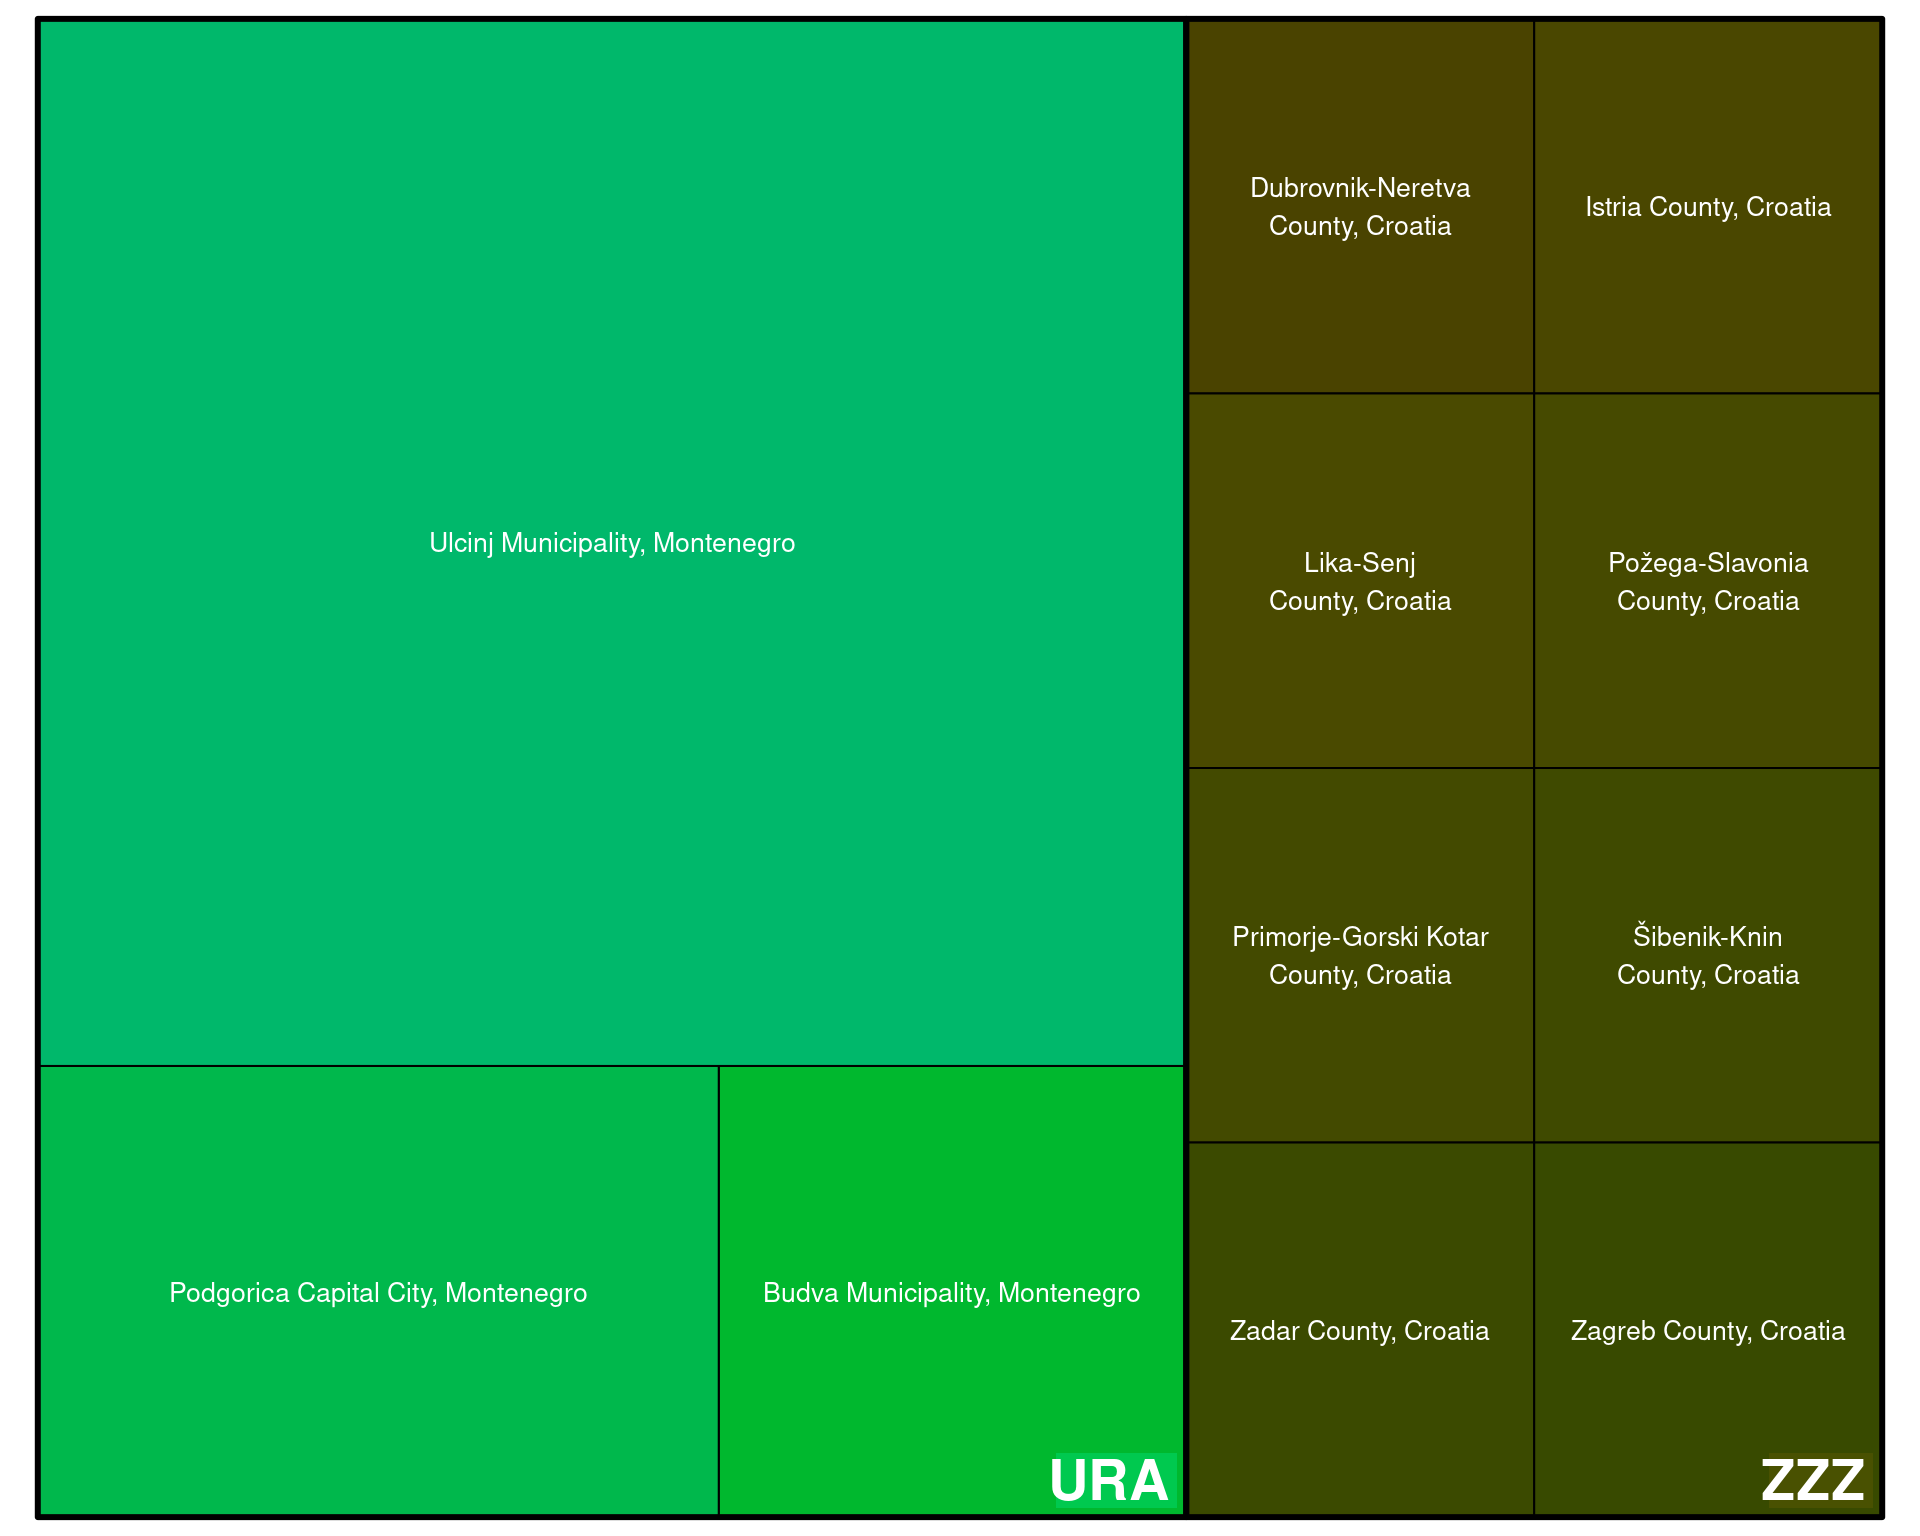 Ulcinj Municipality, Montenegro
Podgorica Capital City, Montenegro
Budva Municipality, Montenegro
URA
Dubrovnik-Neretva
County, Croatia
Istria County, Croatia
Lika-Senj
County, Croatia
Požega-Slavonia
County, Croatia
Primorje-Gorski Kotar
County, Croatia
Šibenik-Knin
County, Croatia
Zadar County, Croatia
Zagreb County, Croatia
ZZZ